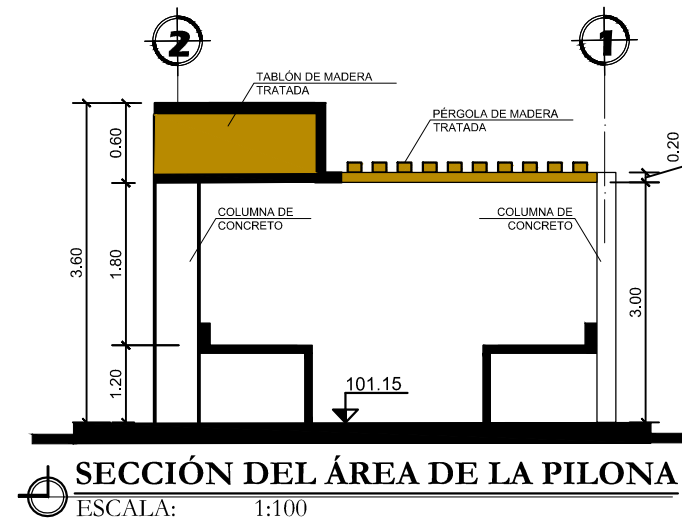 2
1
TABLÓN DE MADERA
TRATADA
PÉRGOLA DE MADERA
TRATADA
0.60
0.20
COLUMNA DE
CONCRETO
COLUMNA DE
CONCRETO
3.60
1.80
3.00
1.20
101.15
SECCIÓN DEL ÁREA DE LA PILONA
ESCALA: 1:100